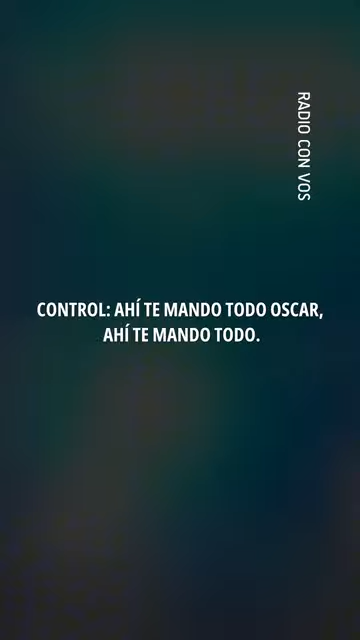 RADIO CON VOS
CONTROL: AHÍ TE MANDO TODO OSCAR,
AHÍ TE MANDO TODO.